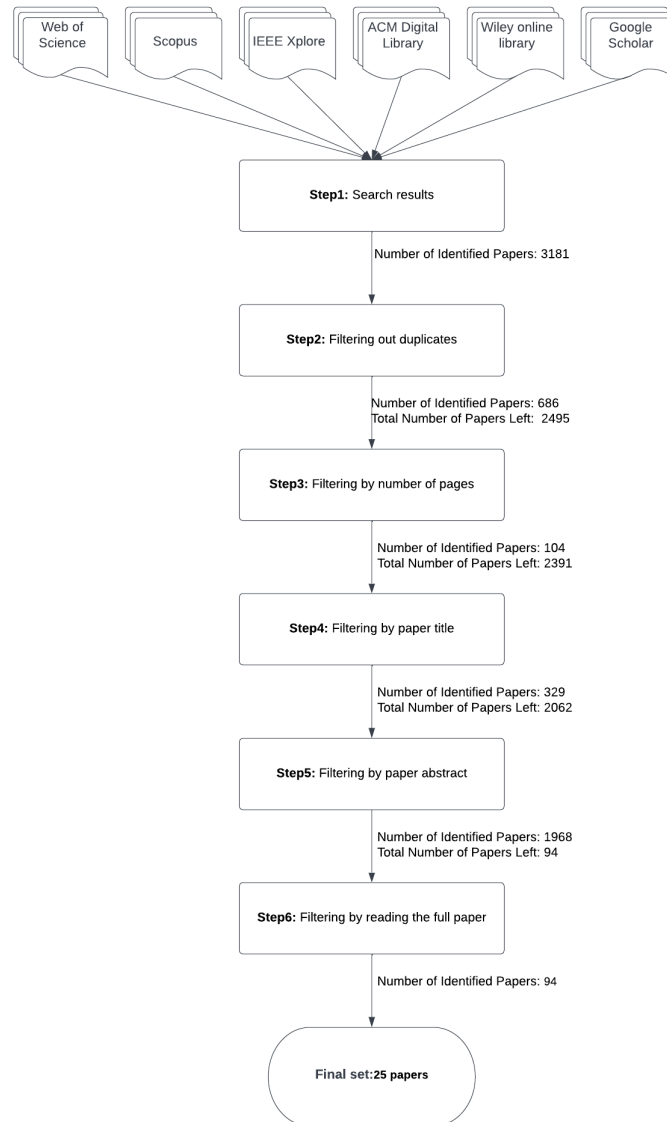 Web of
Science
Scopus
IEEE Xplore
ACM Digital
Library
Wiley online
library
Google
Scholar
Step1: Search results
Number of Identified Papers: 3181
Step2: Filtering out duplicates
Number of Identified Papers: 686
Total Number of Papers Left: 2495
Step3: Filtering by number of pages
Number of Identified Papers: 104
Total Number of Papers Left: 2391
Step4: Filtering by paper title
Number of Identified Papers: 329
Total Number of Papers Left: 2062
Step5: Filtering by paper abstract
Number of Identified Papers: 1968
Total Number of Papers Left: 94
Step6: Filtering by reading the full paper
Number of Identified Papers: 94
Final set:25 papers